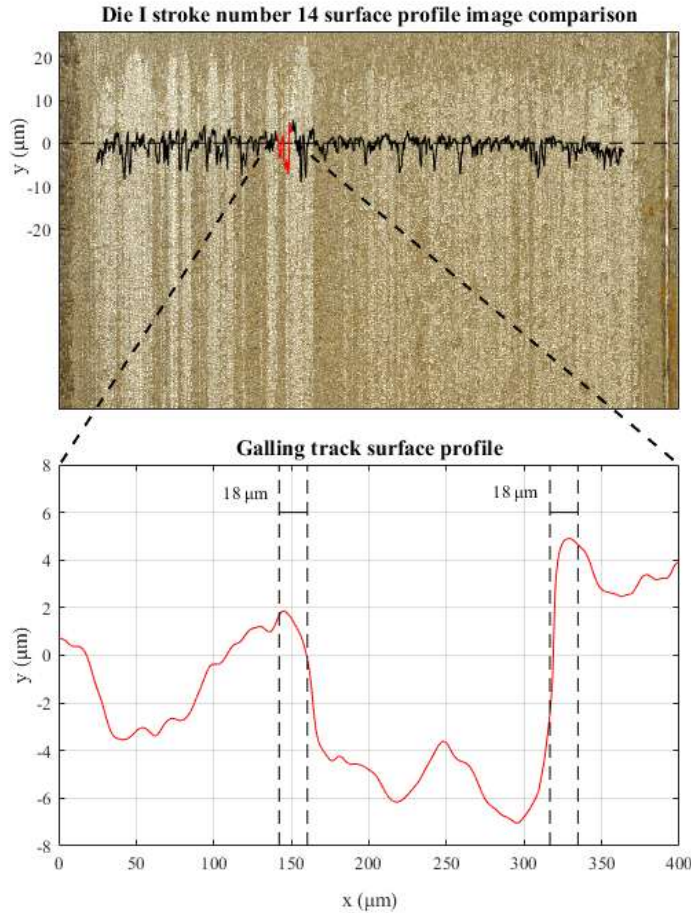 Die I stroke number 14 surface profile image comparison
20
10
0
-10
-20
y (μm)
Galling track surface profile
8
6
4
2
0
-2
-4
-6
-8
y (μm)
18 μm
18 μm
0 50 100 150 200 250 300 350 400
x (μm)